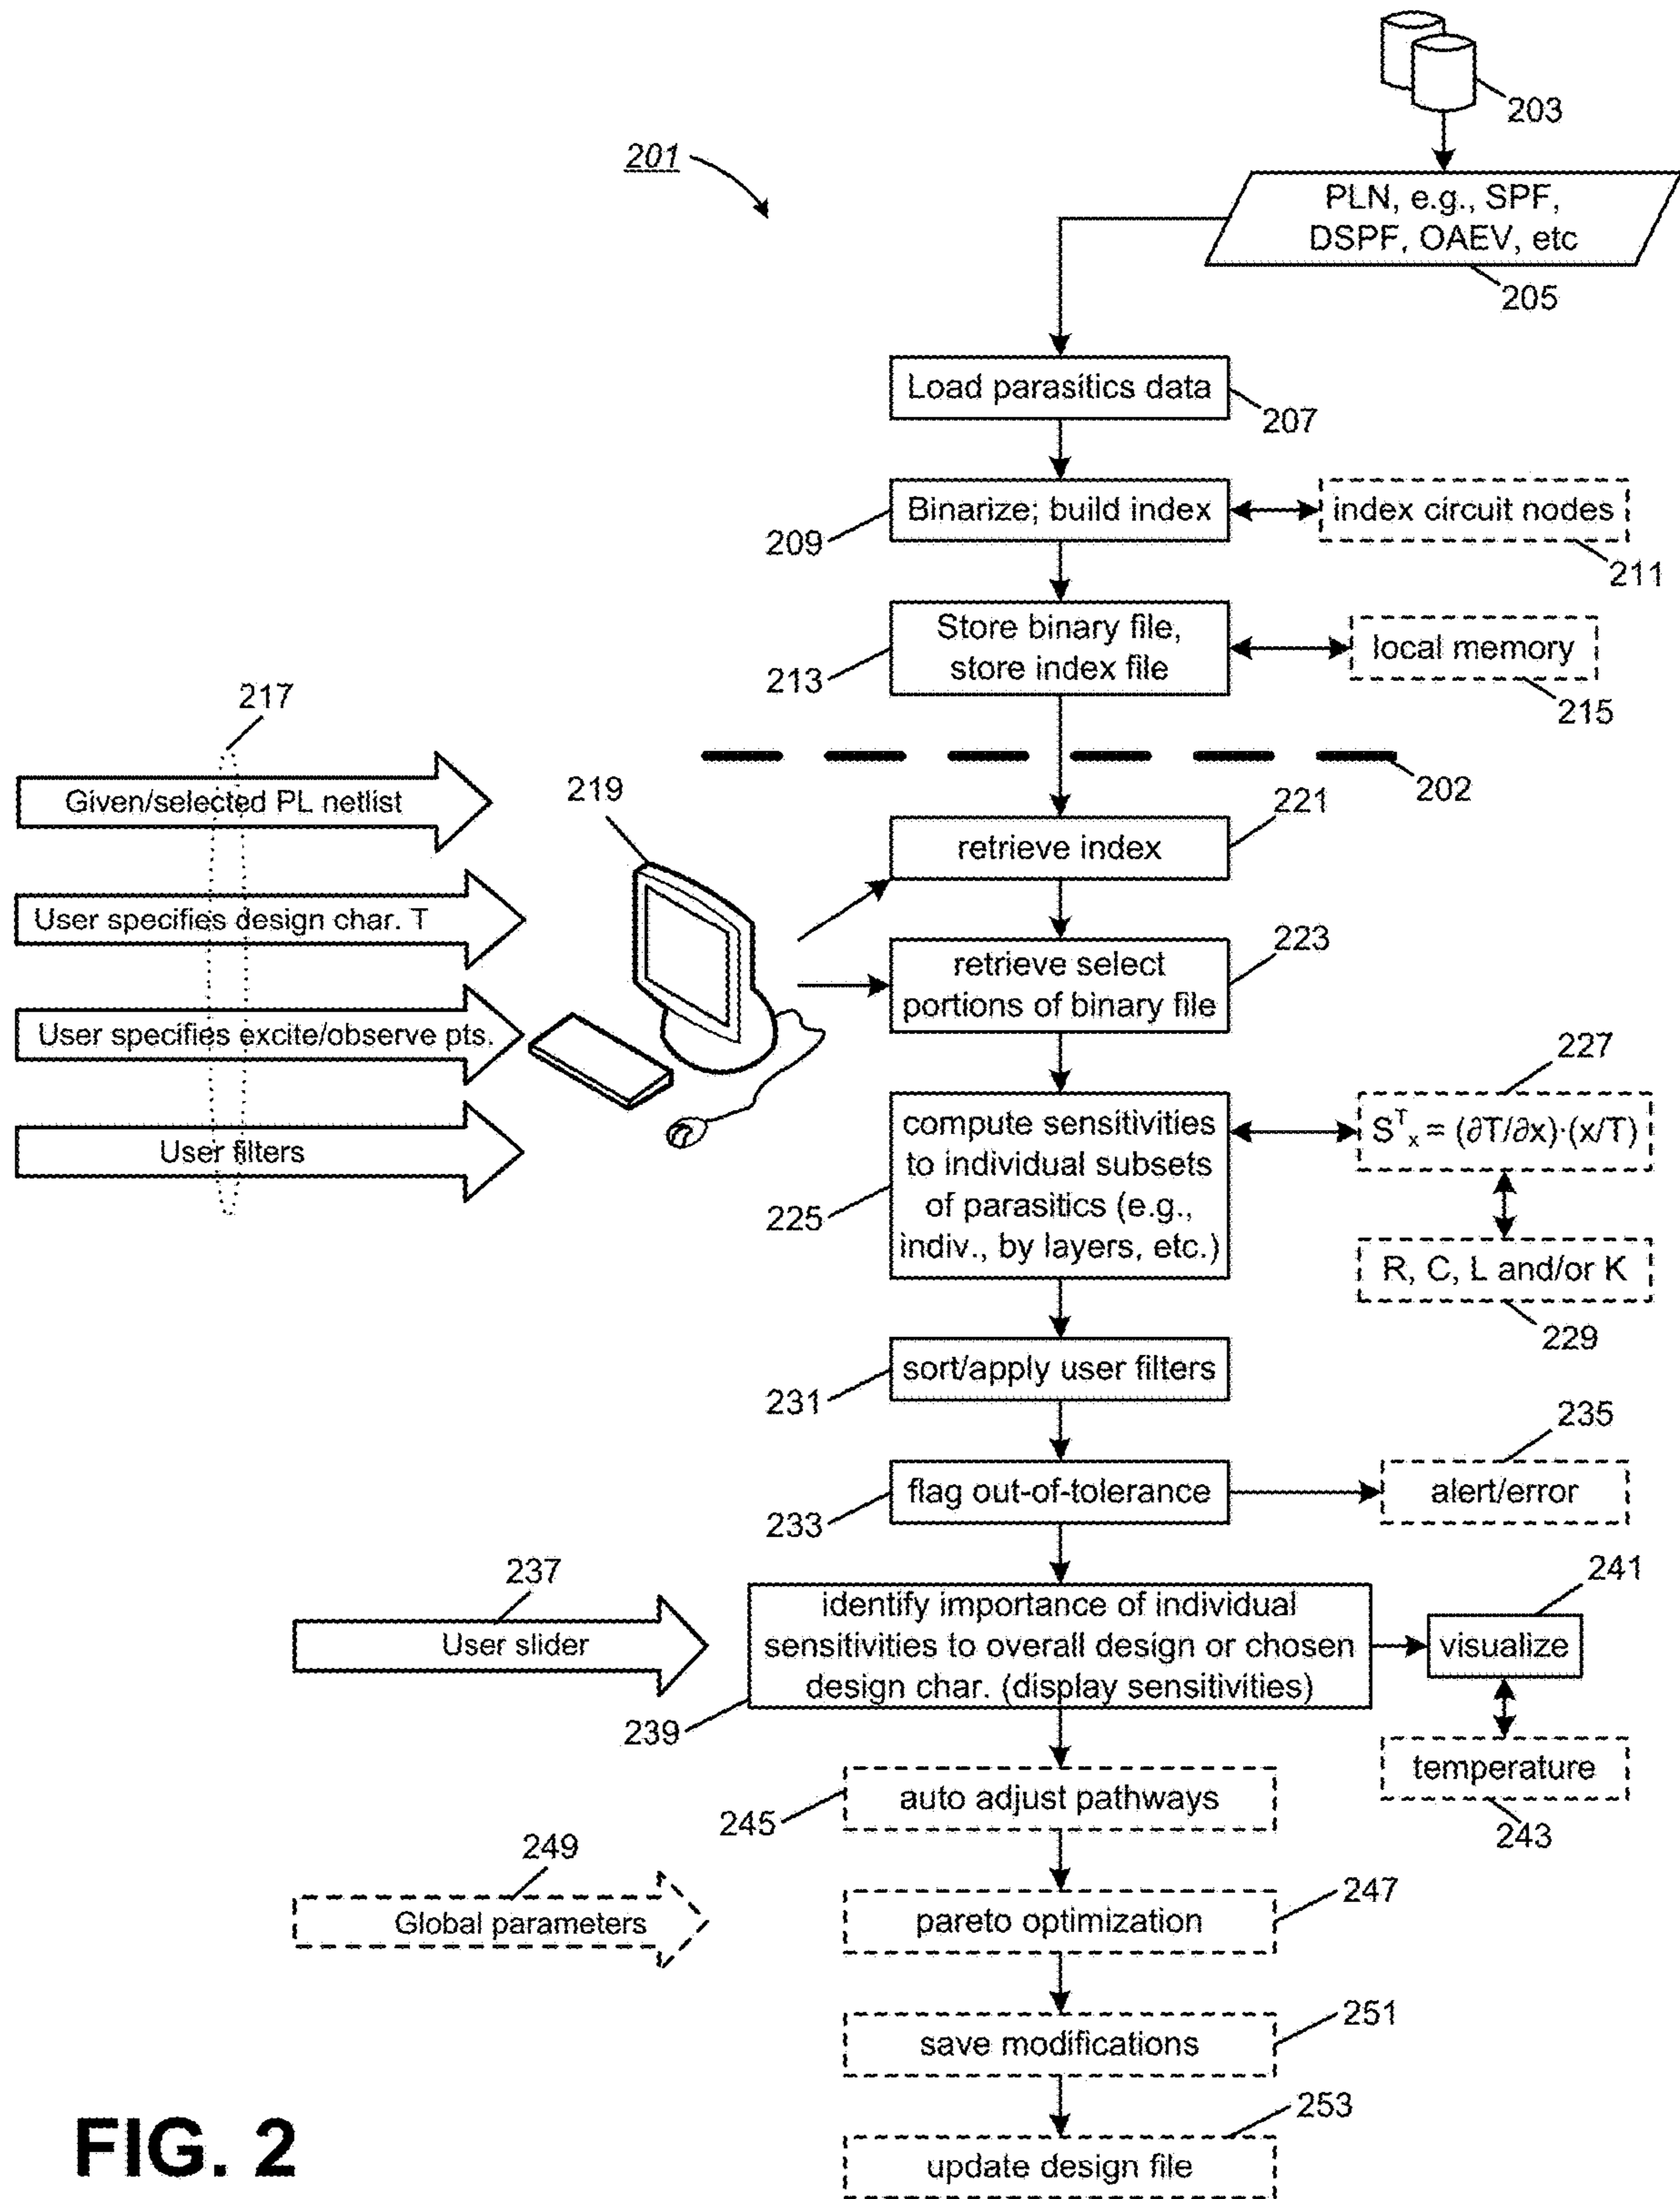 203
201
PLN, e.g., SPF,
DSPF, OAEV, etc
205
Load parasitics data
207
Binarize; build index
209
index circuit nodes
211
Store binary file,
store index file
213
local memory
215
217
202
Given/selected PL netlist
219
221
retrieve index
User specifies design char. T
223
retrieve select
portions of binary file
User specifies excite/observe pts.
227
User filters
compute sensitivities
to individual subsets
of parasitics (e.g.,
indiv., by layers, etc.)
225
Sᵀₓ = (∂T/∂x)·(x/T)
R, C, L and/or K
229
sort/apply user filters
231
235
flag out-of-tolerance
233
alert/error
237
User slider
241
identify importance of individual
sensitivities to overall design or chosen
design char. (display sensitivities)
239
visualize
temperature
243
auto adjust pathways
245
249
Global parameters
247
pareto optimization
251
save modifications
253
update design file
FIG. 2